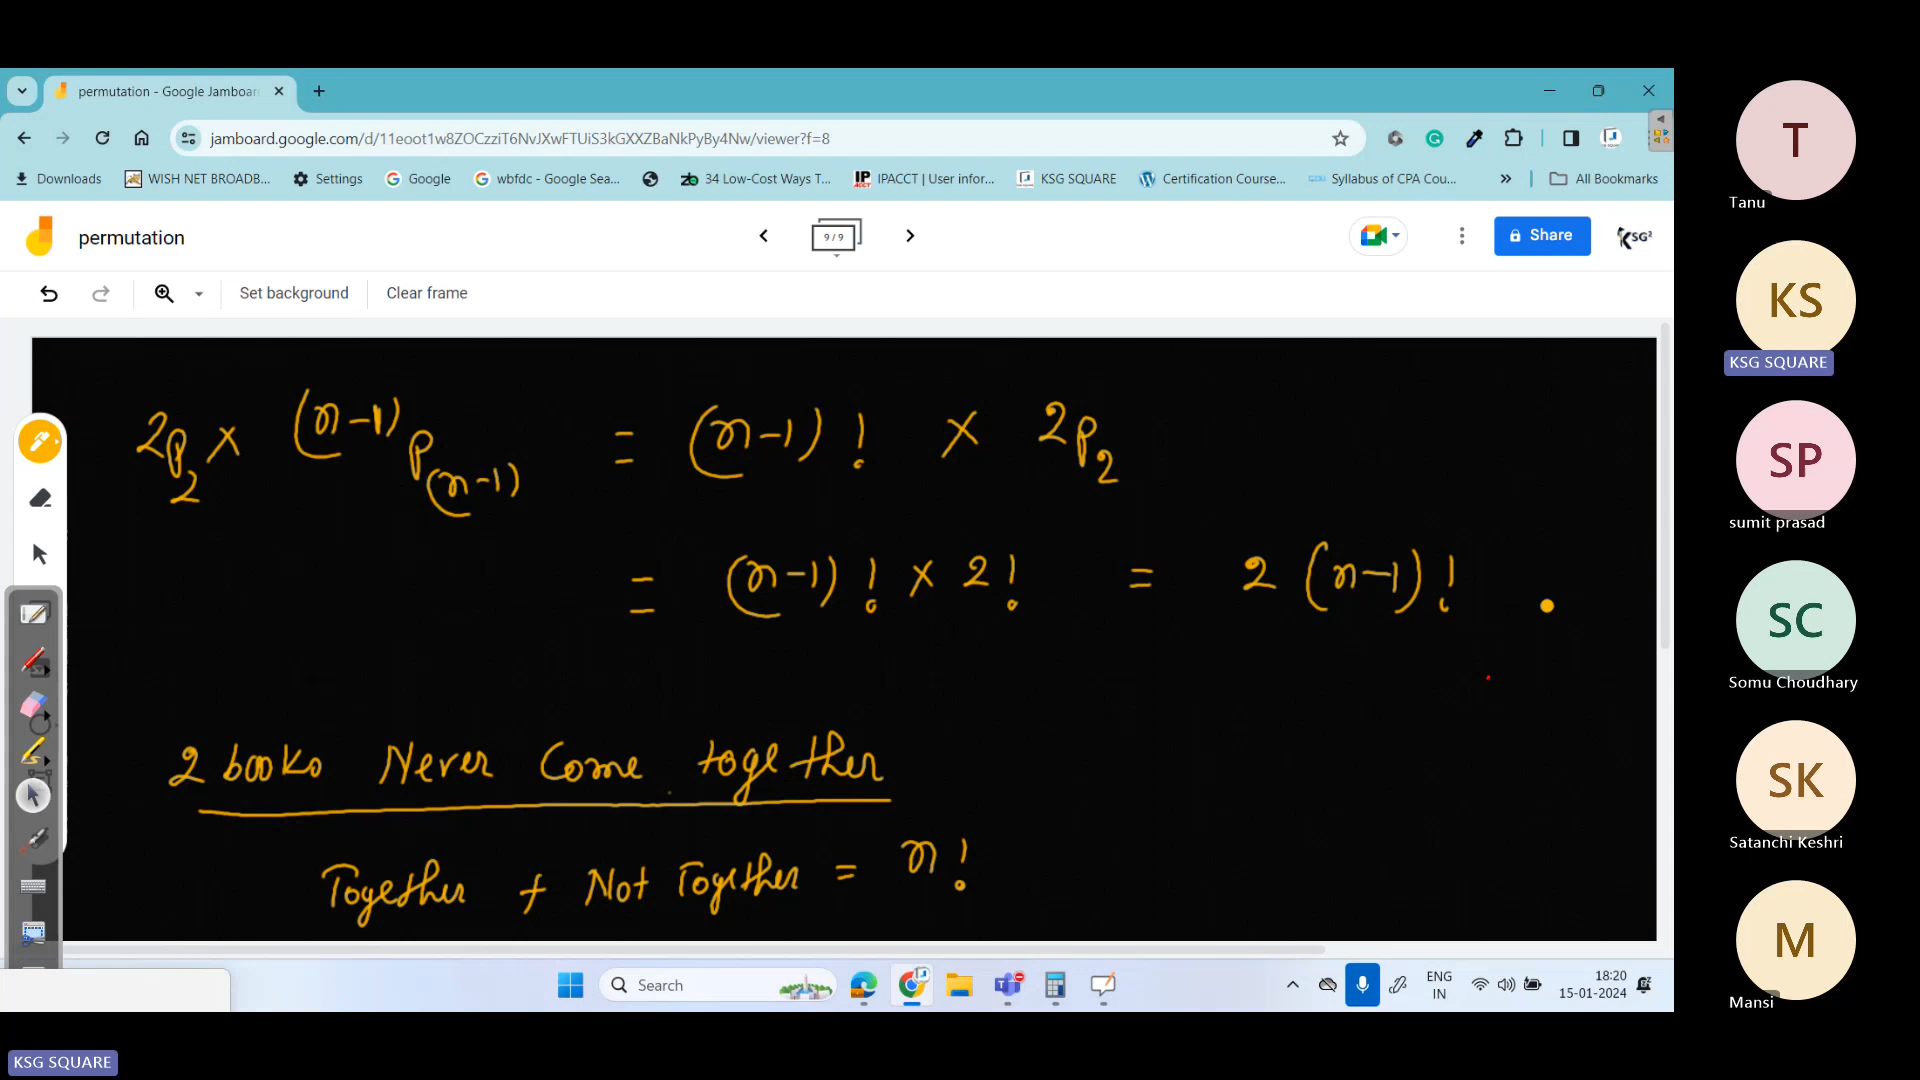 permutation - Google Jamboar
jamboard.google.com/d/11eoot1w8ZOCzziT6NvJXwFTUiS3kGXXZBaNkPyBy4Nw/viewer?f=8
Downloads WISH NET BROADB... Settings Google wbfdc - Google Sea... 34 Low-Cost Ways T... IPACCT | User infor... KSG SQUARE Certification Course... Syllabus of CPA Cou... » All Bookmarks
permutation 9 / 9 Share KSG²
Set background Clear frame
2P₂ × (n-1)P(n-1) = (n-1)! × 2P₂
= (n-1)! × 2! = 2 (n-1)!
2 books Never Come together
Together + Not Together = n!
Search ENG IN 18:20 15-01-2024
T
Tanu
KS
KSG SQUARE
SP
sumit prasad
SC
Somu Choudhary
SK
Satanchi Keshri
M
Mansi
KSG SQUARE